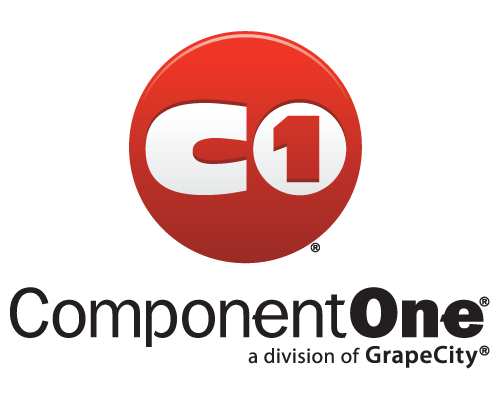 C1®
ComponentOne®
a division of GrapeCity®